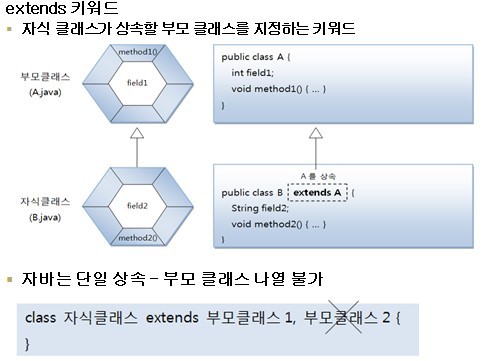 extends 키워드
▪ 자식 클래스가 상속할 부모 클래스를 지정하는 키워드
부모클래스
(A.java)
method1()
field1
public class A {
int field1;
void method1() { ... }
}
A 를 상속
자식클래스
(B.java)
field2
method2()
public class B extends A {
String field2;
void method2() { ... }
}
▪ 자바는 단일 상속 – 부모 클래스 나열 불가
class 자식클래스 extends 부모클래스1, 부모클래스2 {
}